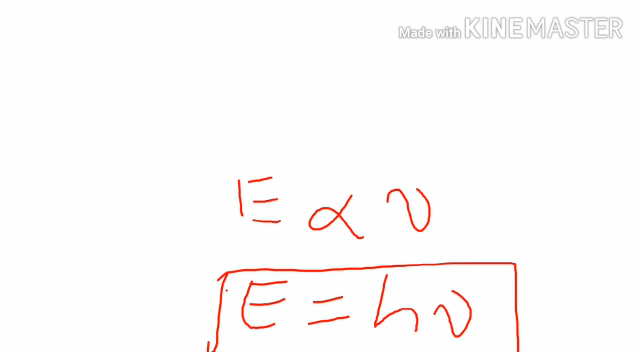 Made with KINEMASTER
E ∝ ν
E = hν